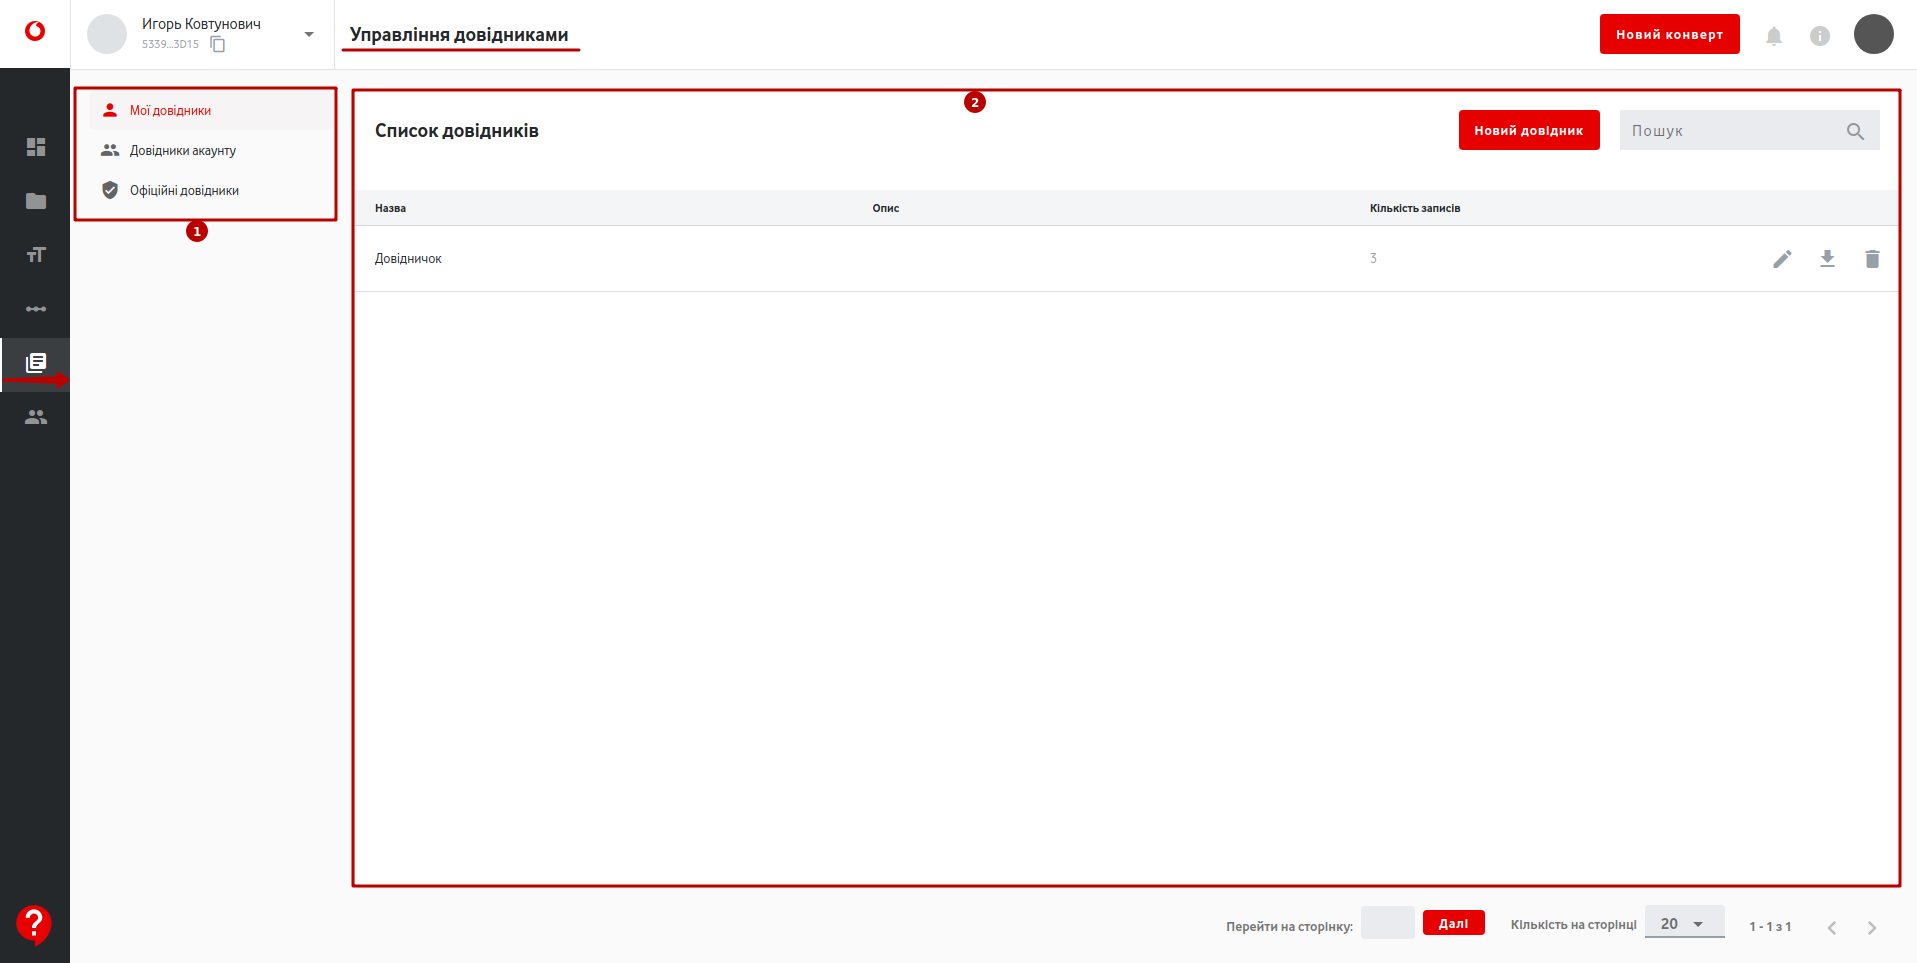 Игорь Ковтунович
5339...3D15
Управління довідниками
Новий конверт
Мої довідники
Довідники акаунту
Офіційні довідники
1
2
Список довідників
Новий довідник
Пошук
Назва Опис Кількість записів
Довідничок 3
Перейти на сторінку: Далі Кількість на сторінці 20 1 - 1 з 1